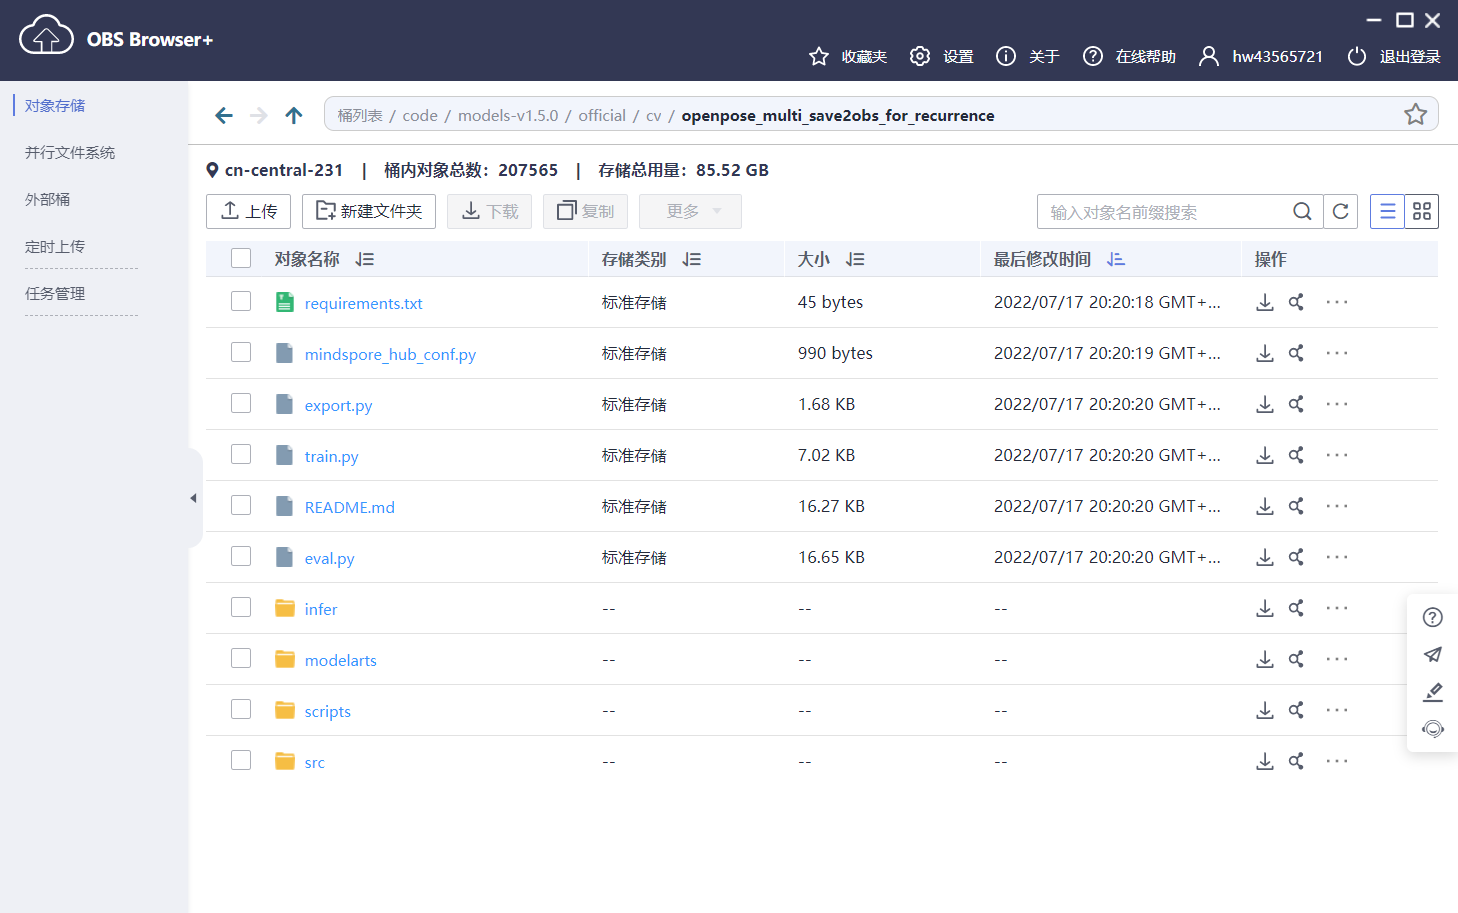 OBS Browser+
收藏夹 设置 关于 在线帮助 hw43565721 退出登录
对象存储
并行文件系统
外部桶
定时上传
任务管理
桶列表 / code / models-v1.5.0 / official / cv / openpose_multi_save2obs_for_recurrence
cn-central-231 | 桶内对象总数：207565 | 存储总用量：85.52 GB
上传 新建文件夹 下载 复制 更多 输入对象名前缀搜索
对象名称 存储类别 大小 最后修改时间 操作
requirements.txt 标准存储 45 bytes 2022/07/17 20:20:18 GMT+...
mindspore_hub_conf.py 标准存储 990 bytes 2022/07/17 20:20:19 GMT+...
export.py 标准存储 1.68 KB 2022/07/17 20:20:20 GMT+...
train.py 标准存储 7.02 KB 2022/07/17 20:20:20 GMT+...
README.md 标准存储 16.27 KB 2022/07/17 20:20:20 GMT+...
eval.py 标准存储 16.65 KB 2022/07/17 20:20:20 GMT+...
infer -- -- --
modelarts -- -- --
scripts -- -- --
src -- -- --